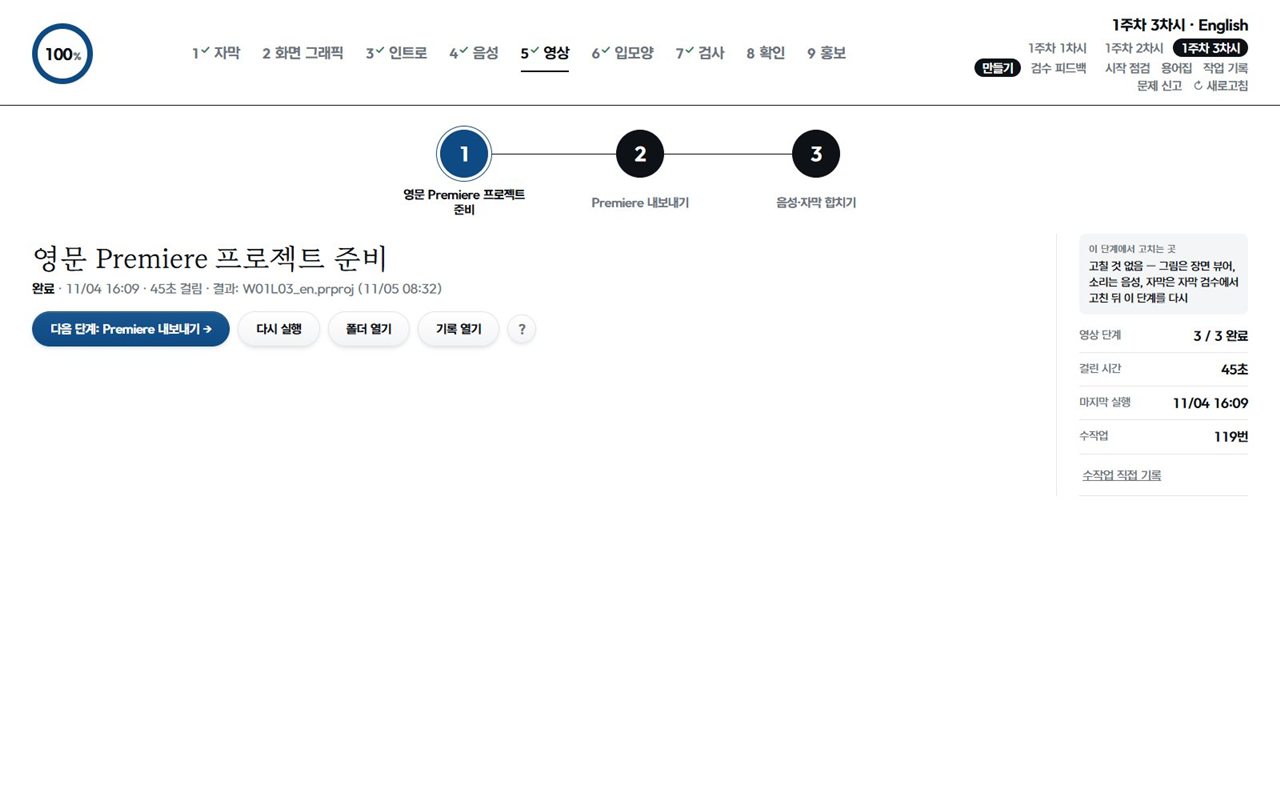 100%
1✓ 자막 2 화면 그래픽 3✓ 인트로 4✓ 음성 5✓ 영상 6✓ 입모양 7✓ 검사 8 확인 9 홍보
1주차 3차시 · English
1주차 1차시 1주차 2차시 1주차 3차시
만들기 검수 피드백 시작 점검 용어집 작업 기록
문제 신고 ↻ 새로고침
1 2 3
영문 Premiere 프로젝트
준비
Premiere 내보내기
음성·자막 합치기
영문 Premiere 프로젝트 준비
완료 · 11/04 16:09 · 45초 걸림 · 결과: W01L03_en.prproj (11/05 08:32)
다음 단계: Premiere 내보내기 → 다시 실행 폴더 열기 기록 열기 ?
이 단계에서 고치는 곳
고칠 것 없음 — 그림은 장면 뷰어,
소리는 음성, 자막은 자막 검수에서
고친 뒤 이 단계를 다시
영상 단계 3 / 3 완료
걸린 시간 45초
마지막 실행 11/04 16:09
수작업 119번
수작업 직접 기록